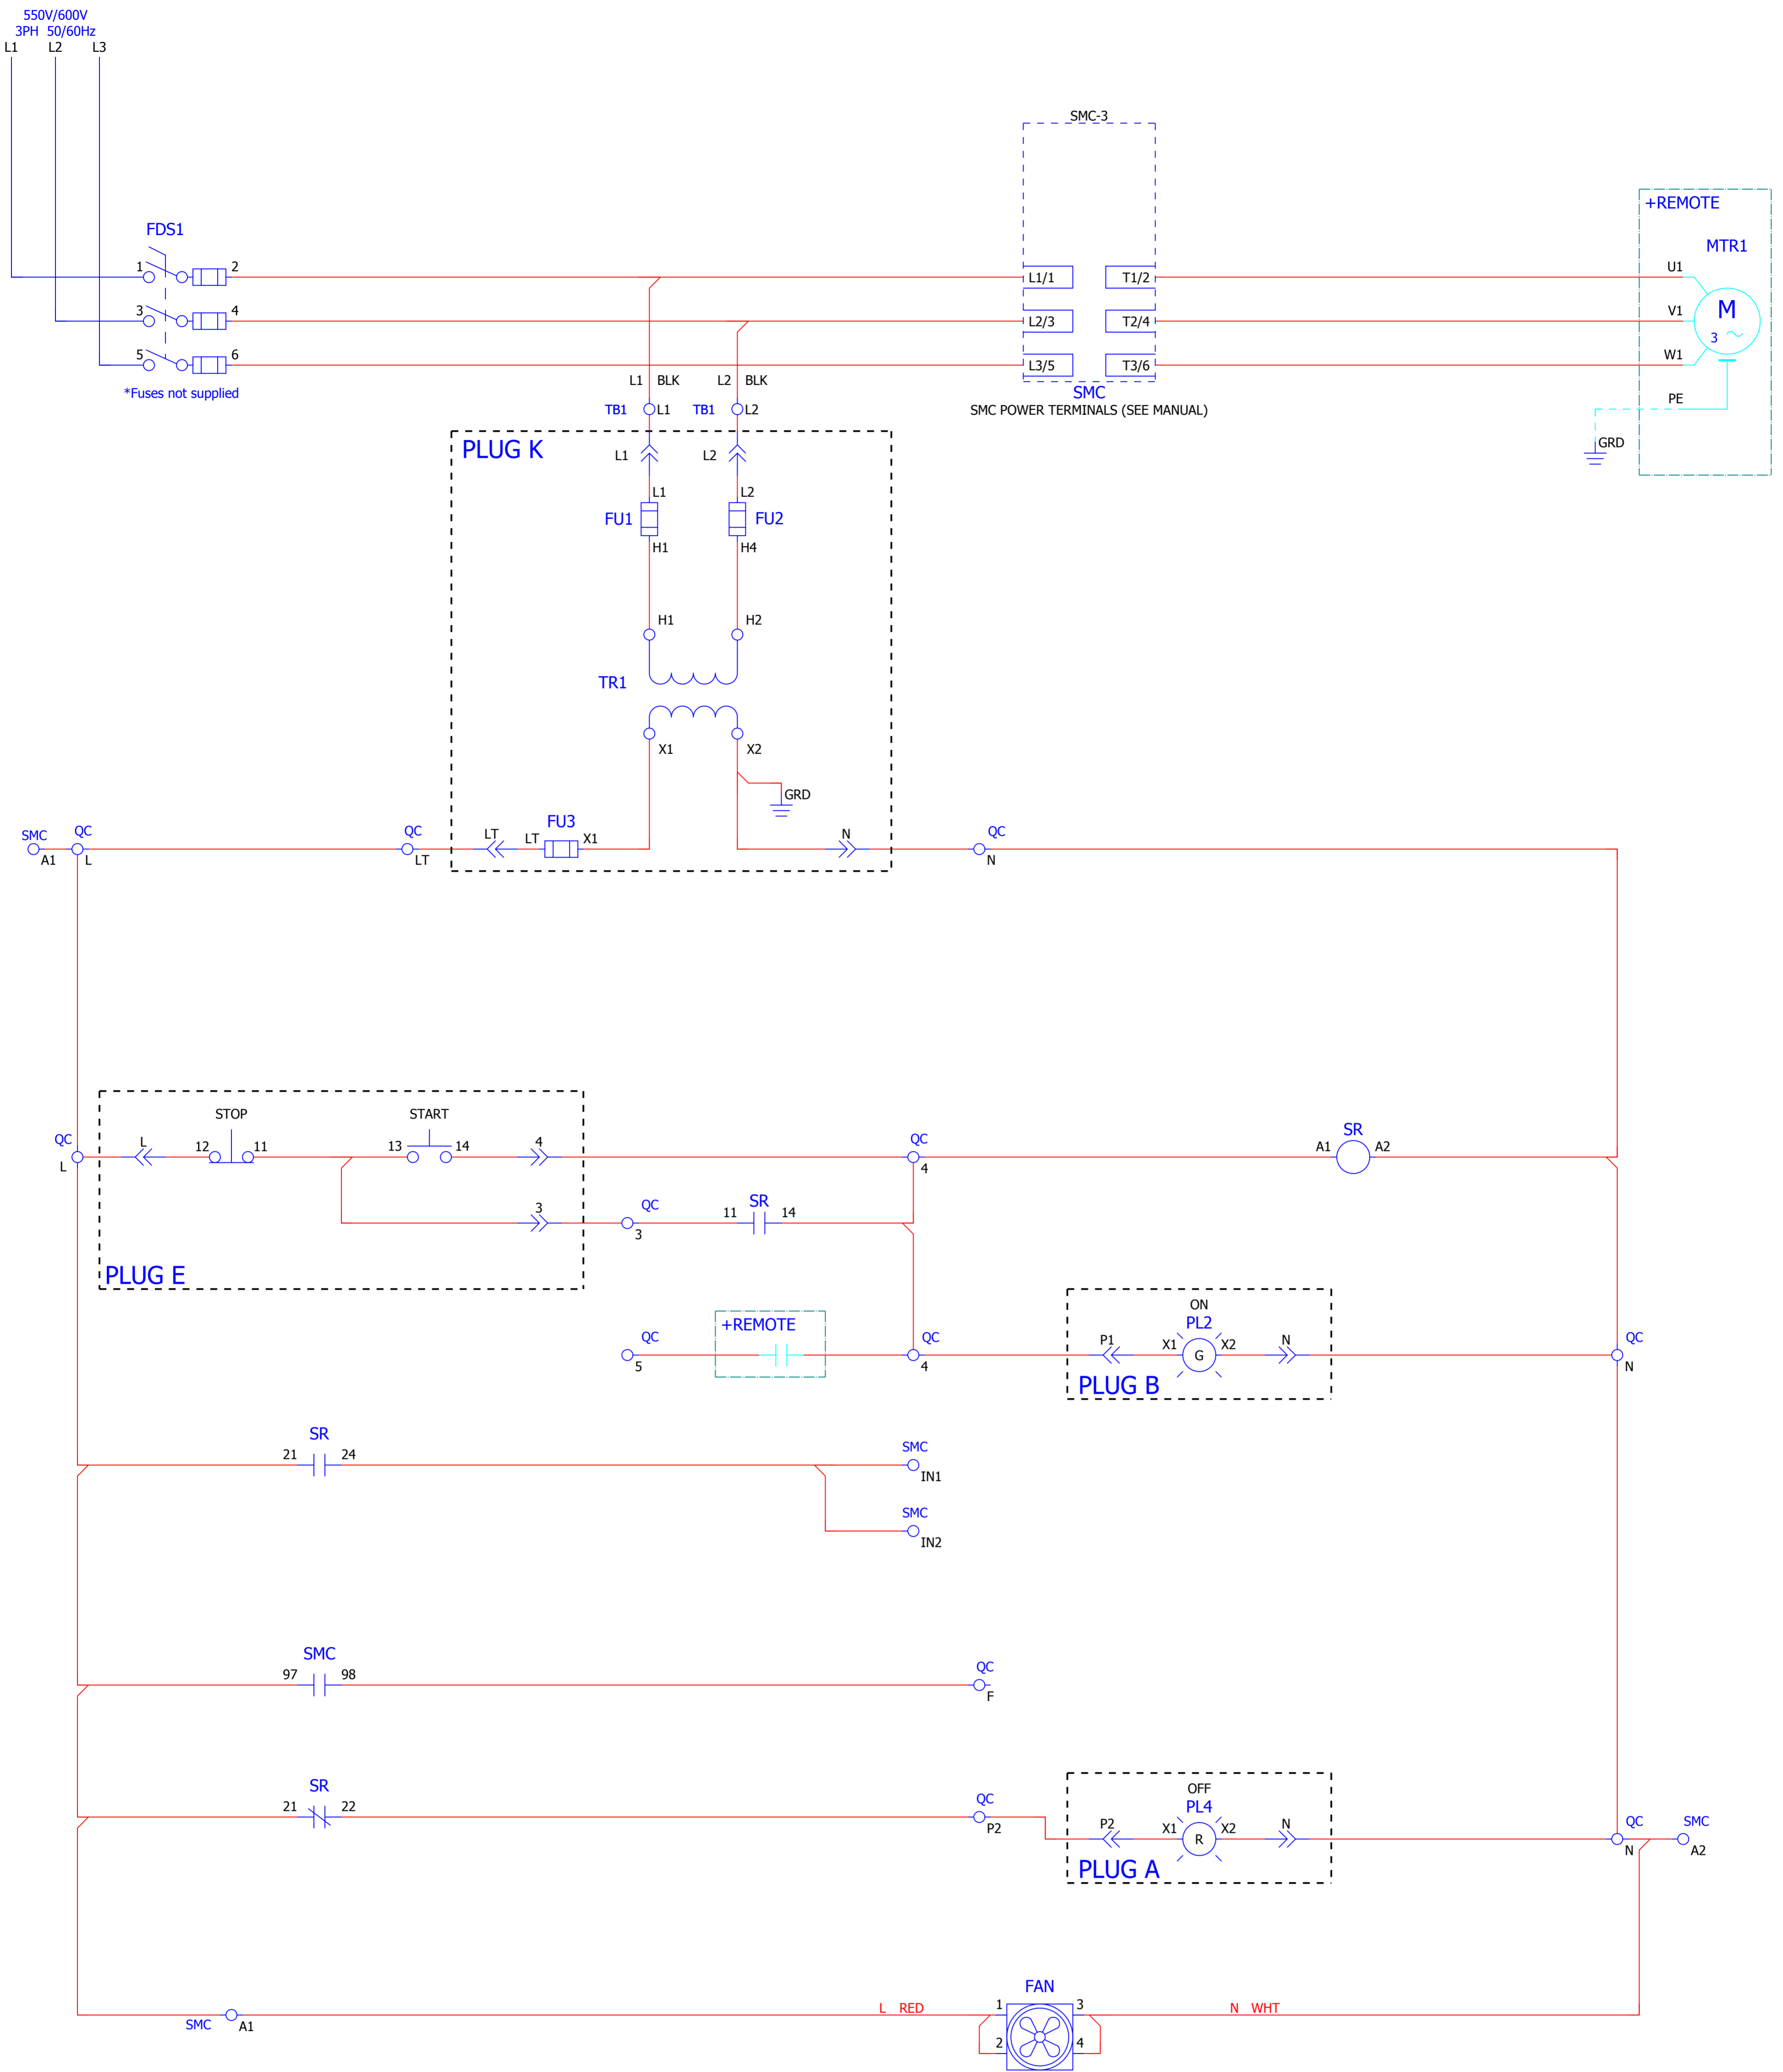 550V/600V
3PH 50/60Hz
L1 L2 L3
SMC-3
+REMOTE
FDS1
MTR1
1 2 L1/1 T1/2 U1
3 4 L2/3 T2/4 V1 M
3
5 6 L3/5 T3/6 W1
*Fuses not supplied
L1 BLK L2 BLK
SMC
PE
TB1 L1 TB1 L2
SMC POWER TERMINALS (SEE MANUAL)
GRD
PLUG K
L1 L2
L1 L2
FU1 FU2
H1 H4
H1 H2
TR1
X1 X2
GRD
SMC QC QC LT LT FU3 X1 N QC
A1 L LT N
STOP START
QC L 12 11 13 14 4 QC A1 SR A2
L 4
3 QC 11 SR 14
3
PLUG E
+REMOTE
ON
PL2
QC QC P1 X1 G X2 N QC
5 4 N
PLUG B
SR
21 24 SMC
IN1
SMC
IN2
SMC
97 98 QC
F
SR
21 22 QC
P2
OFF
PL4
P2 X1 R X2 N QC SMC
N A2
PLUG A
FAN
SMC A1 L RED 1 3 N WHT
2 4